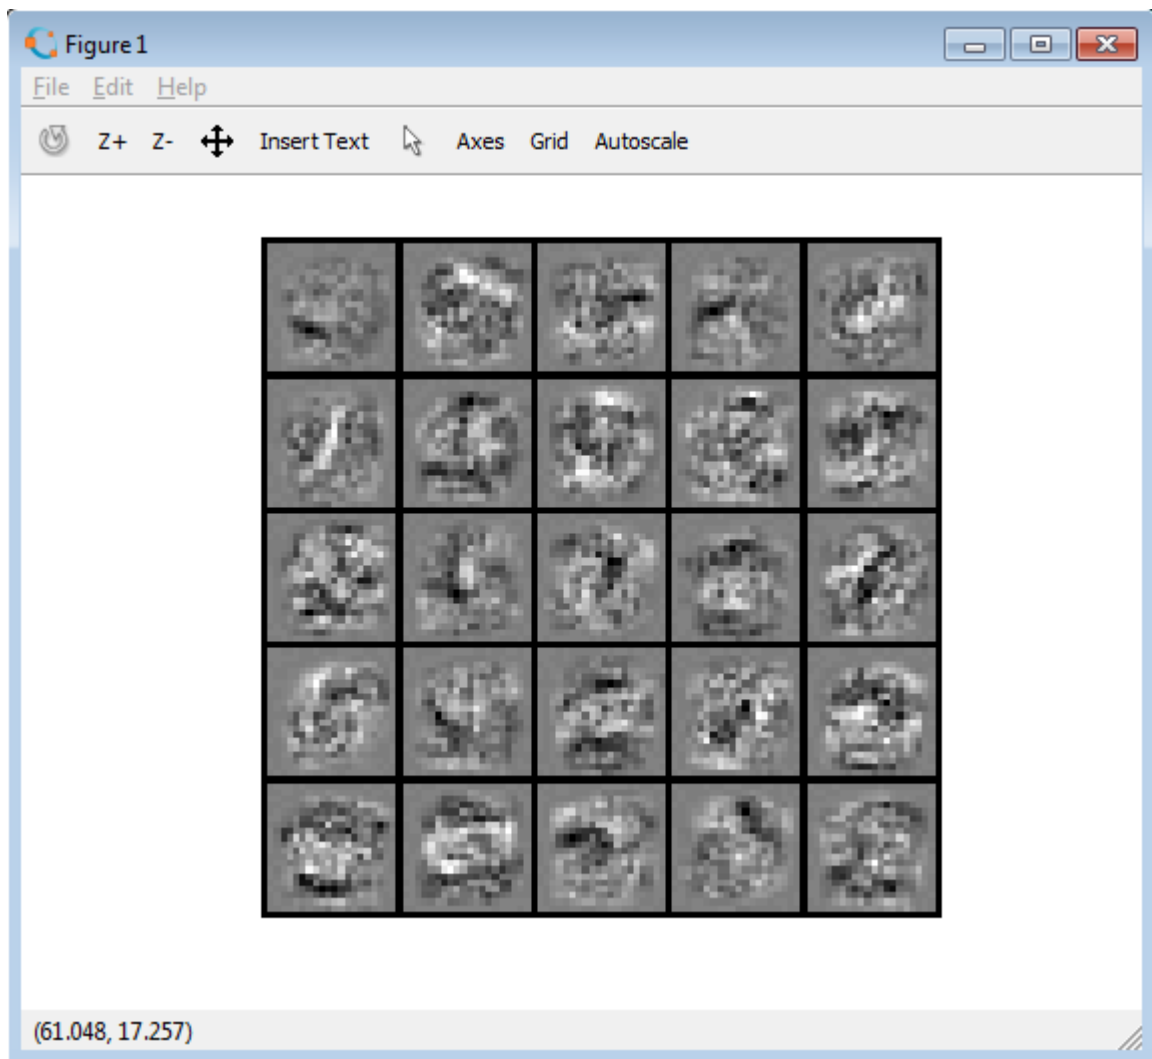 Figure 1
File Edit Help
Z+ Z- Insert Text Axes Grid Autoscale
(61.048, 17.257)